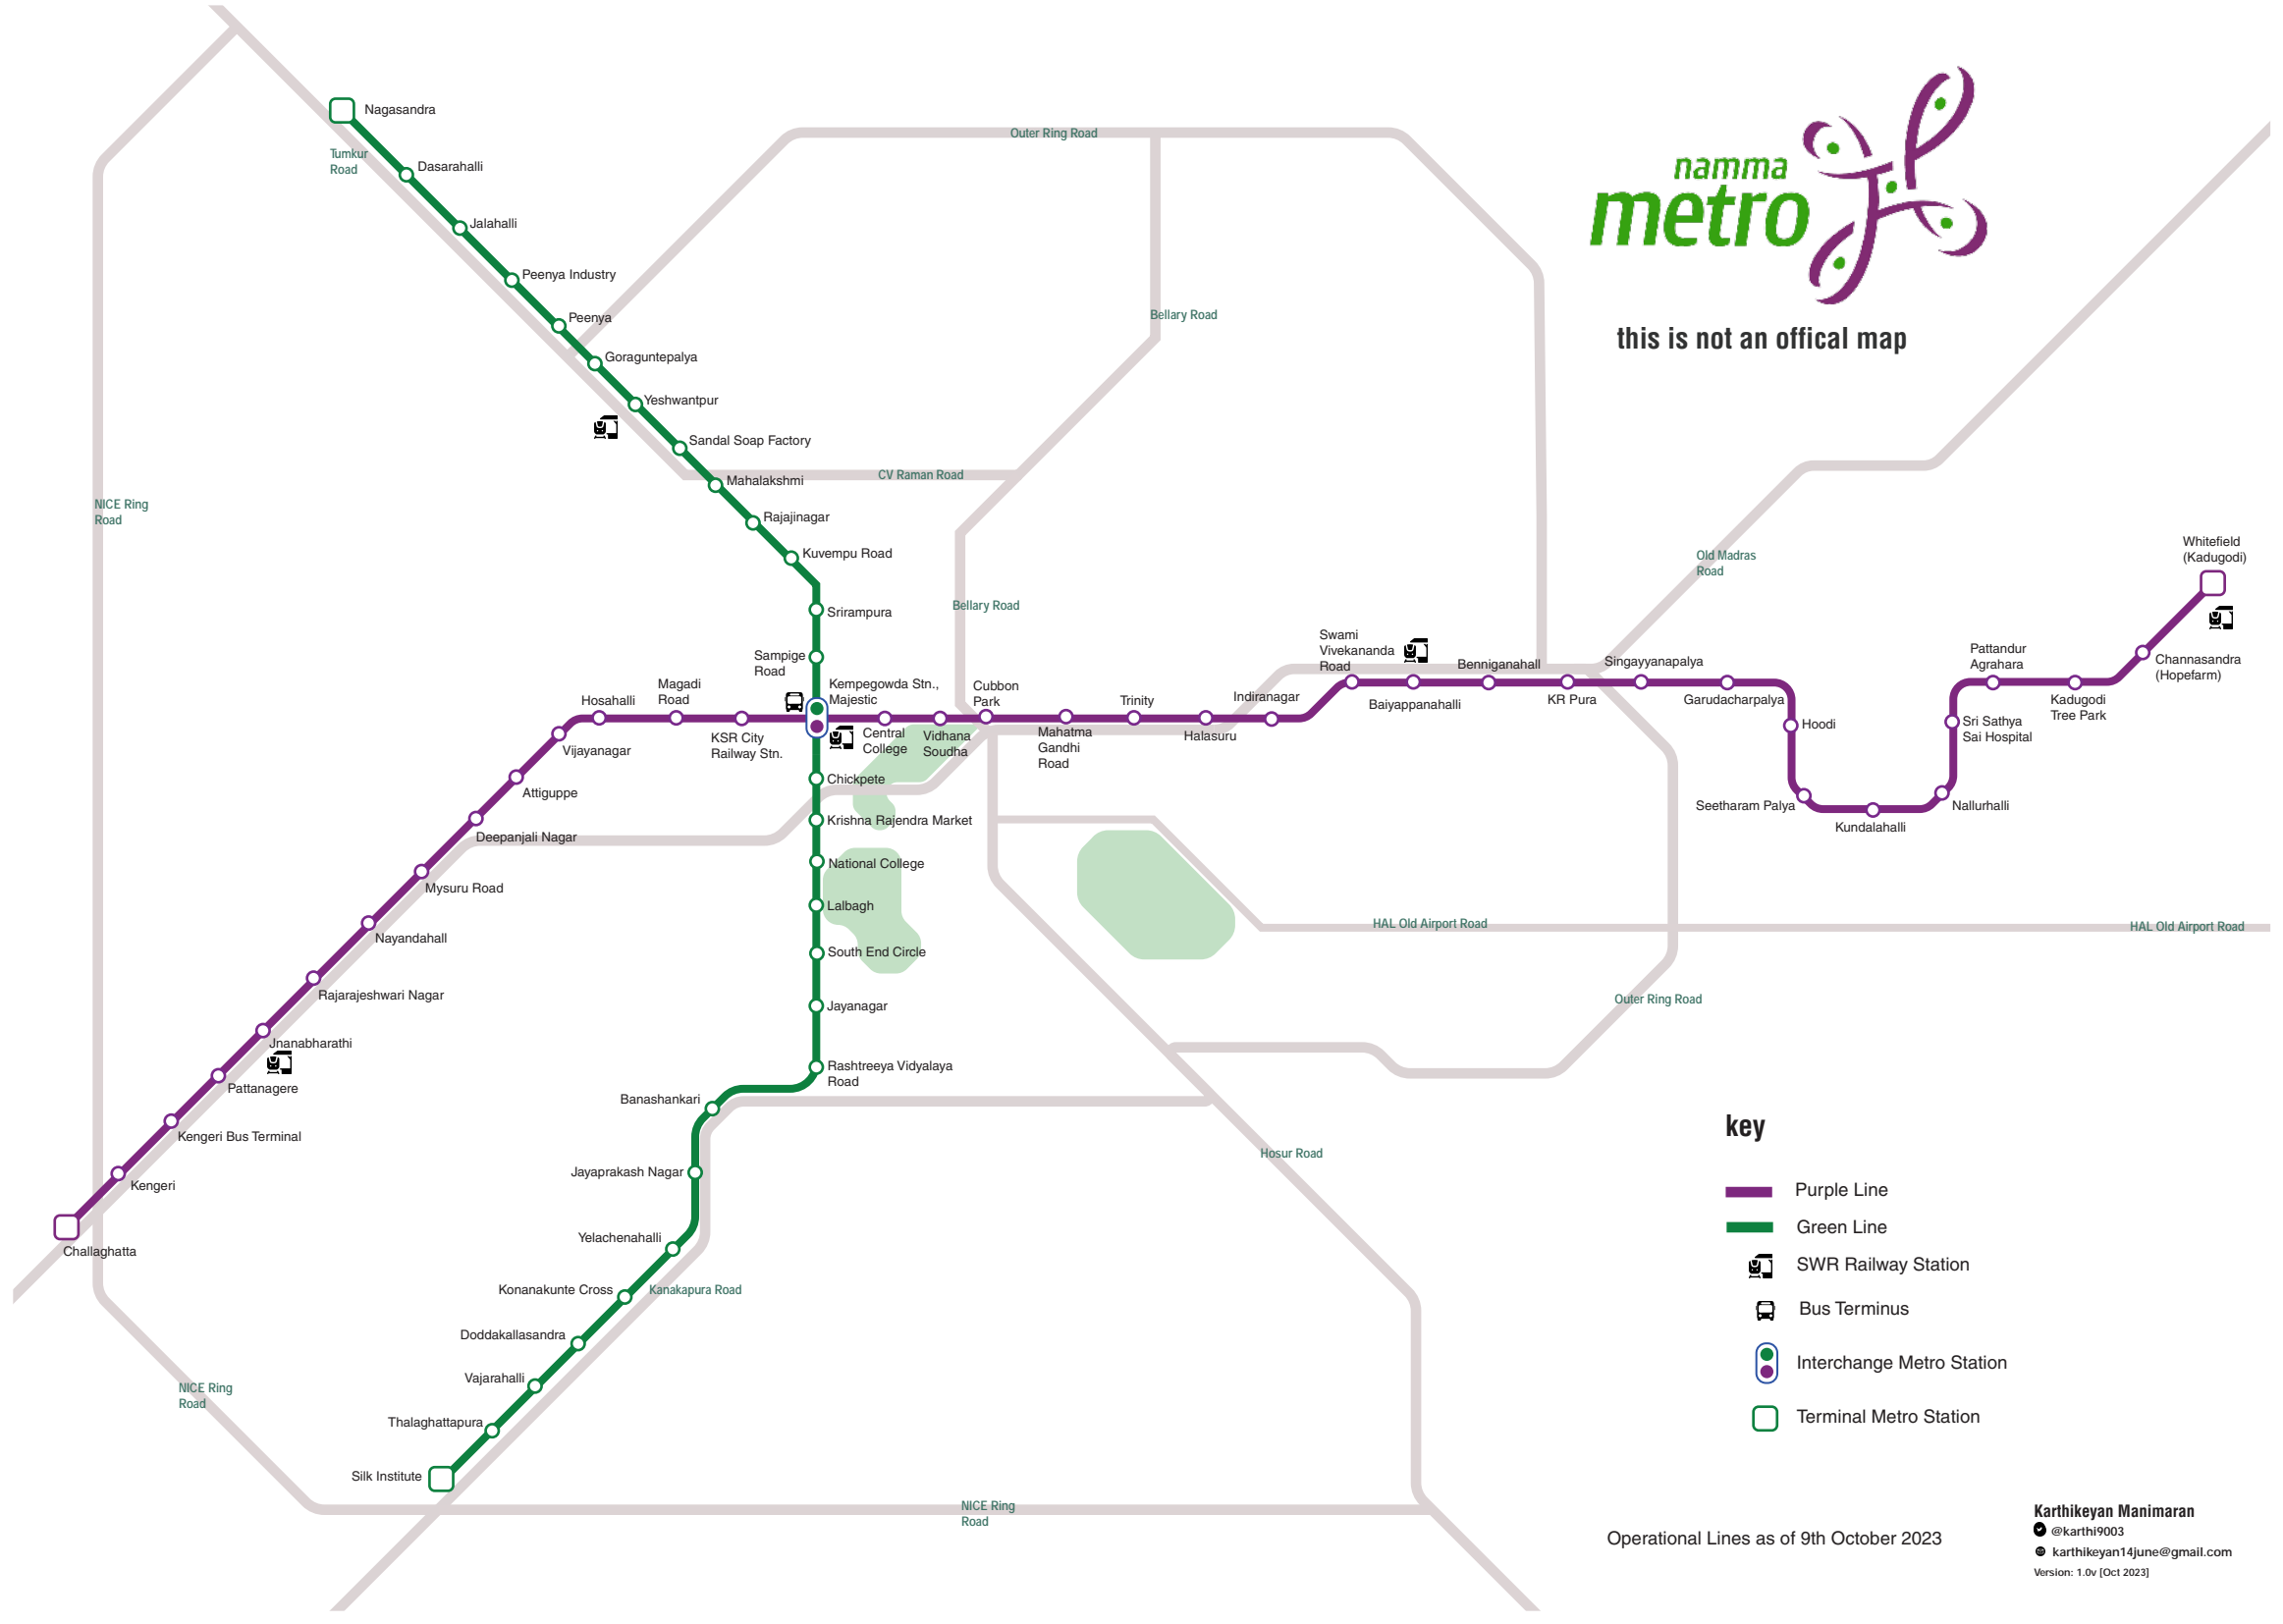 Nagasandra
Tumkur
Road
Dasarahalli
Jalahalli
Peenya Industry
Peenya
Goraguntepalya
Yeshwantpur
Sandal Soap Factory
Mahalakshmi
Rajajinagar
Kuvempu Road
Srirampura
Sampige
Road
Outer Ring Road
Bellary Road
CV Raman Road
Bellary Road
NICE Ring
Road
namma
metro
this is not an offical map
Old Madras
Road
Whitefield
(Kadugodi)
Channasandra
(Hopefarm)
Pattandur
Agrahara
Kadugodi
Tree Park
Sri Sathya
Sai Hospital
Nallurhalli
Kundalahalli
Seetharam Palya
Hoodi
Garudacharpalya
Singayyanapalya
KR Pura
Benniganahall
Baiyappanahalli
Swami
Vivekananda
Road
Indiranagar
Halasuru
Trinity
Mahatma
Gandhi
Road
Cubbon
Park
Vidhana
Soudha
Central
College
Kempegowda Stn.,
Majestic
KSR City
Railway Stn.
Magadi
Road
Hosahalli
Vijayanagar
Attiguppe
Deepanjali Nagar
Mysuru Road
Nayandahall
Rajarajeshwari Nagar
Jnanabharathi
Pattanagere
Kengeri Bus Terminal
Kengeri
Challaghatta
Chickpete
Krishna Rajendra Market
National College
Lalbagh
South End Circle
Jayanagar
Rashtreeya Vidyalaya
Road
Banashankari
Jayaprakash Nagar
Yelachenahalli
Konanakunte Cross
Kanakapura Road
Doddakallasandra
Vajarahalli
Thalaghattapura
Silk Institute
HAL Old Airport Road
HAL Old Airport Road
Outer Ring Road
Hosur Road
NICE Ring
Road
NICE Ring
Road
key
Purple Line
Green Line
SWR Railway Station
Bus Terminus
Interchange Metro Station
Terminal Metro Station
Operational Lines as of 9th October 2023
Karthikeyan Manimaran
@karthi9003
karthikeyan14june@gmail.com
Version: 1.0v [Oct 2023]